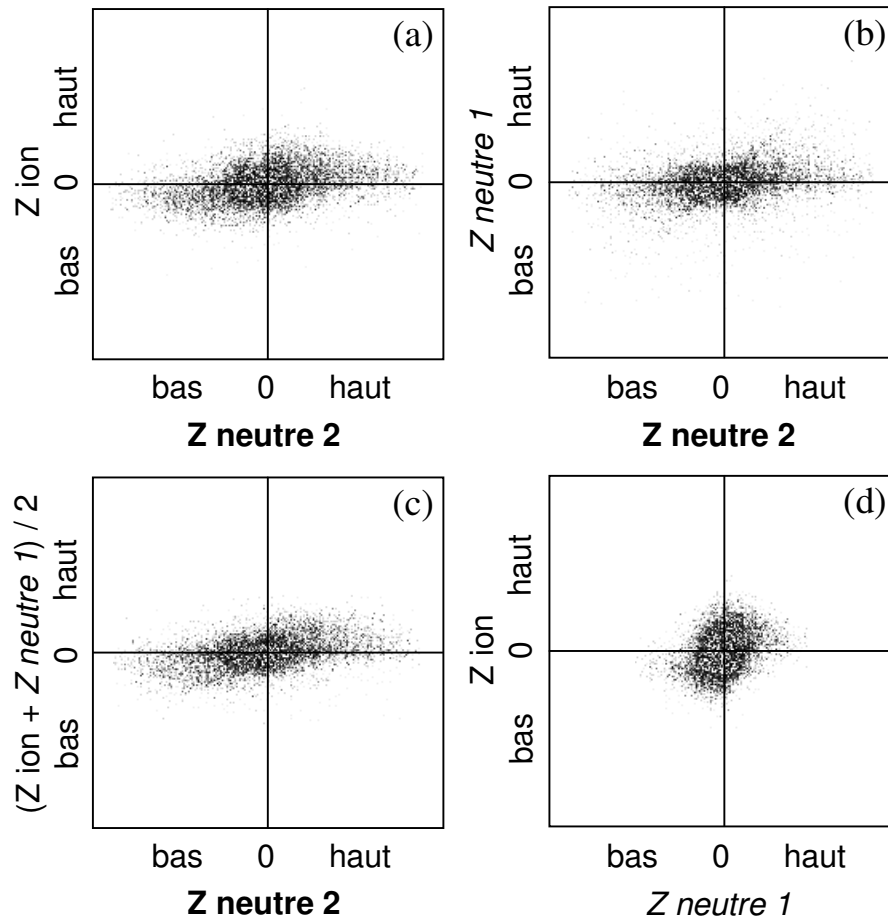 (a)
Z ion
haut
0
bas
bas 0 haut
Z neutre 2
(b)
Z neutre 1
haut
0
bas
bas 0 haut
Z neutre 2
(c)
(Z ion + Z neutre 1) / 2
haut
0
bas
bas 0 haut
Z neutre 2
(d)
Z ion
haut
0
bas
bas 0 haut
Z neutre 1